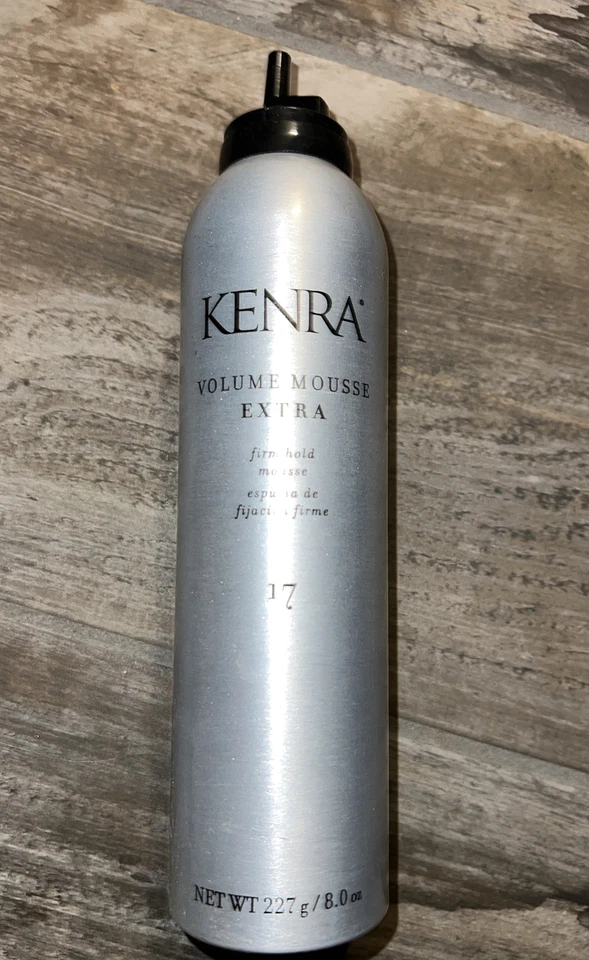 KENRA®
VOLUME MOUSSE
EXTRA
firm hold
mousse
espuma de
fijación firme
17
NET WT 227 g / 8.0 oz